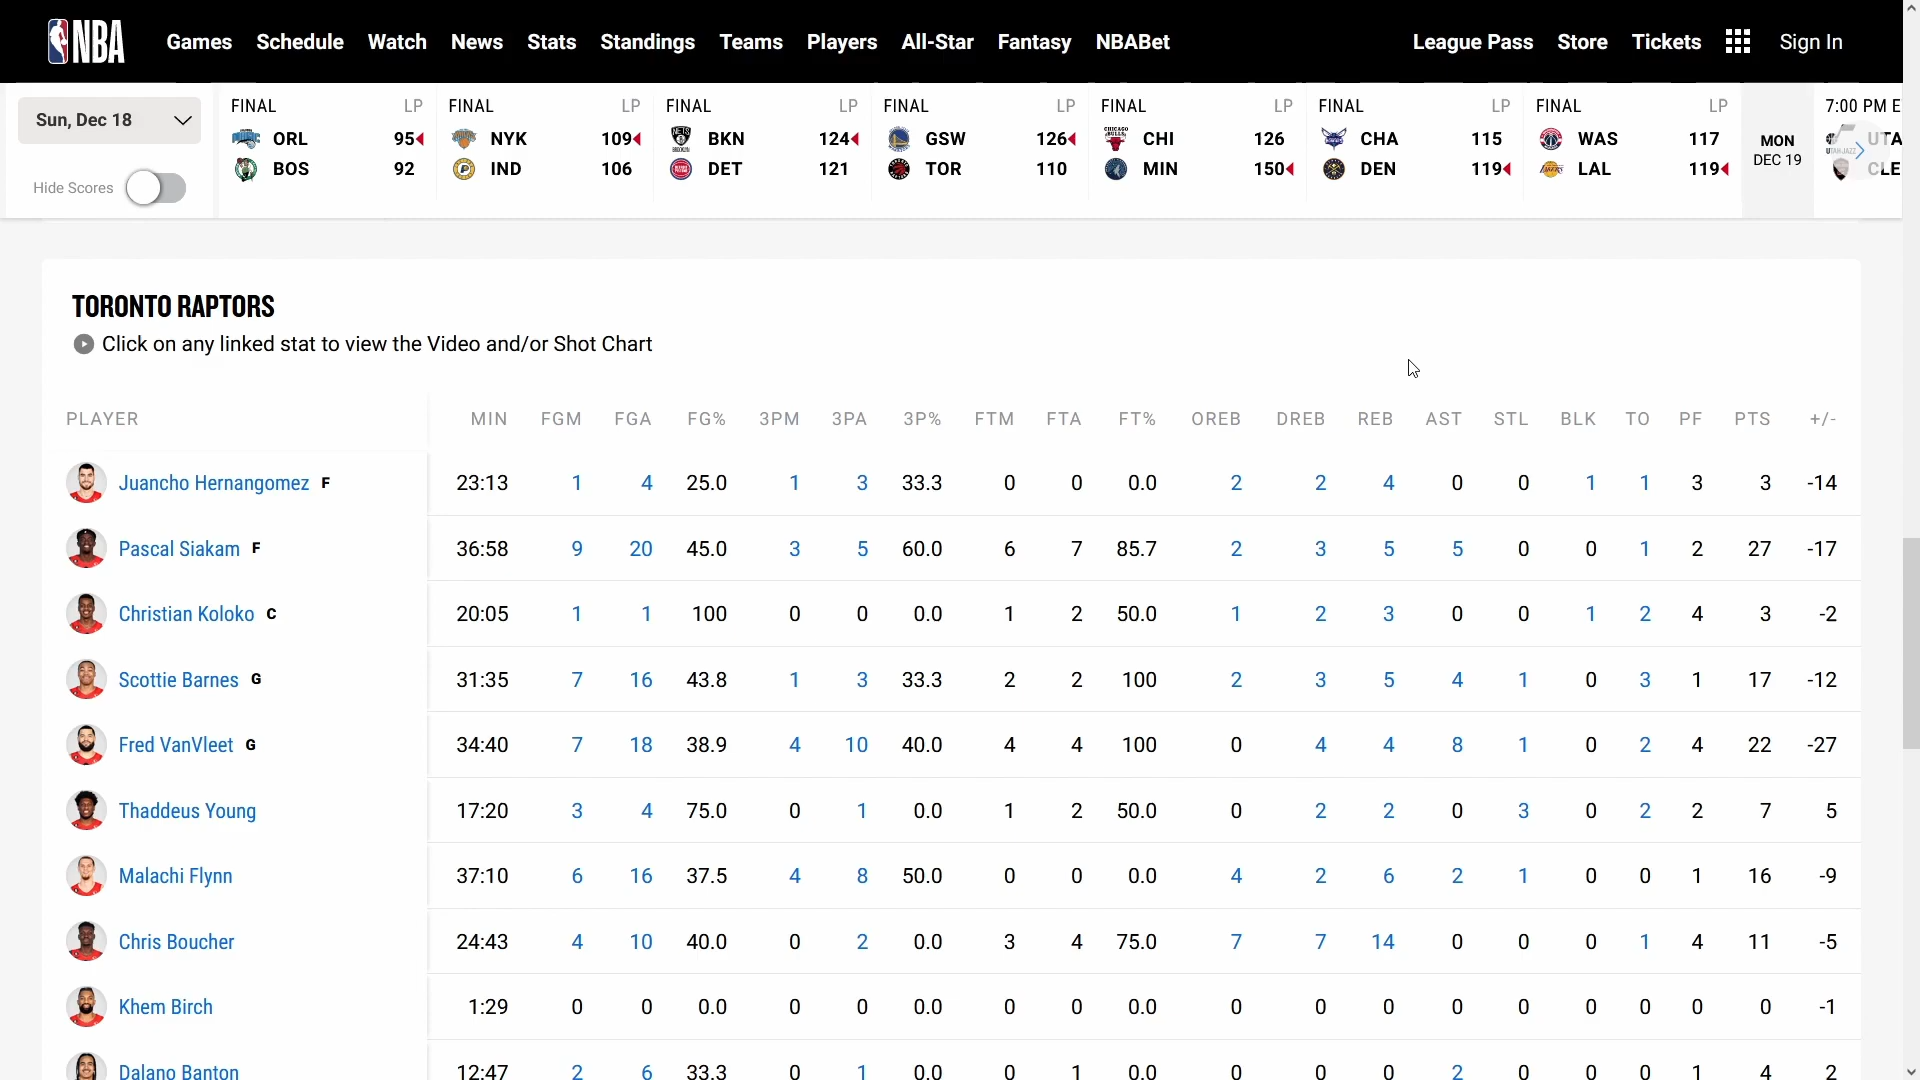 NBA Games Schedule Watch News Stats Standings Teams Players All-Star Fantasy NBABet League Pass Store Tickets Sign In
Sun, Dec 18
Hide Scores
FINAL LP
ORL 95
BOS 92
FINAL LP
NYK 109
IND 106
FINAL LP
BKN 124
DET 121
FINAL LP
GSW 126
TOR 110
FINAL LP
CHI 126
MIN 150
FINAL LP
CHA 115
DEN 119
FINAL LP
WAS 117
LAL 119
MON
DEC 19
7:00 PM E
UTA
CLE
TORONTO RAPTORS
Click on any linked stat to view the Video and/or Shot Chart
PLAYER MIN FGM FGA FG% 3PM 3PA 3P% FTM FTA FT% OREB DREB REB AST STL BLK TO PF PTS +/-
Juancho Hernangomez F 23:13 1 4 25.0 1 3 33.3 0 0 0.0 2 2 4 0 0 1 1 3 3 -14
Pascal Siakam F 36:58 9 20 45.0 3 5 60.0 6 7 85.7 2 3 5 5 0 0 1 2 27 -17
Christian Koloko C 20:05 1 1 100 0 0 0.0 1 2 50.0 1 2 3 0 0 1 2 4 3 -2
Scottie Barnes G 31:35 7 16 43.8 1 3 33.3 2 2 100 2 3 5 4 1 0 3 1 17 -12
Fred VanVleet G 34:40 7 18 38.9 4 10 40.0 4 4 100 0 4 4 8 1 0 2 4 22 -27
Thaddeus Young 17:20 3 4 75.0 0 1 0.0 1 2 50.0 0 2 2 0 3 0 2 2 7 5
Malachi Flynn 37:10 6 16 37.5 4 8 50.0 0 0 0.0 4 2 6 2 1 0 0 1 16 -9
Chris Boucher 24:43 4 10 40.0 0 2 0.0 3 4 75.0 7 7 14 0 0 0 1 4 11 -5
Khem Birch 1:29 0 0 0.0 0 0 0.0 0 0 0.0 0 0 0 0 0 0 0 0 0 -1
Dalano Banton 12:47 2 6 33.3 0 1 0.0 0 1 0.0 0 0 0 2 0 0 0 1 4 2